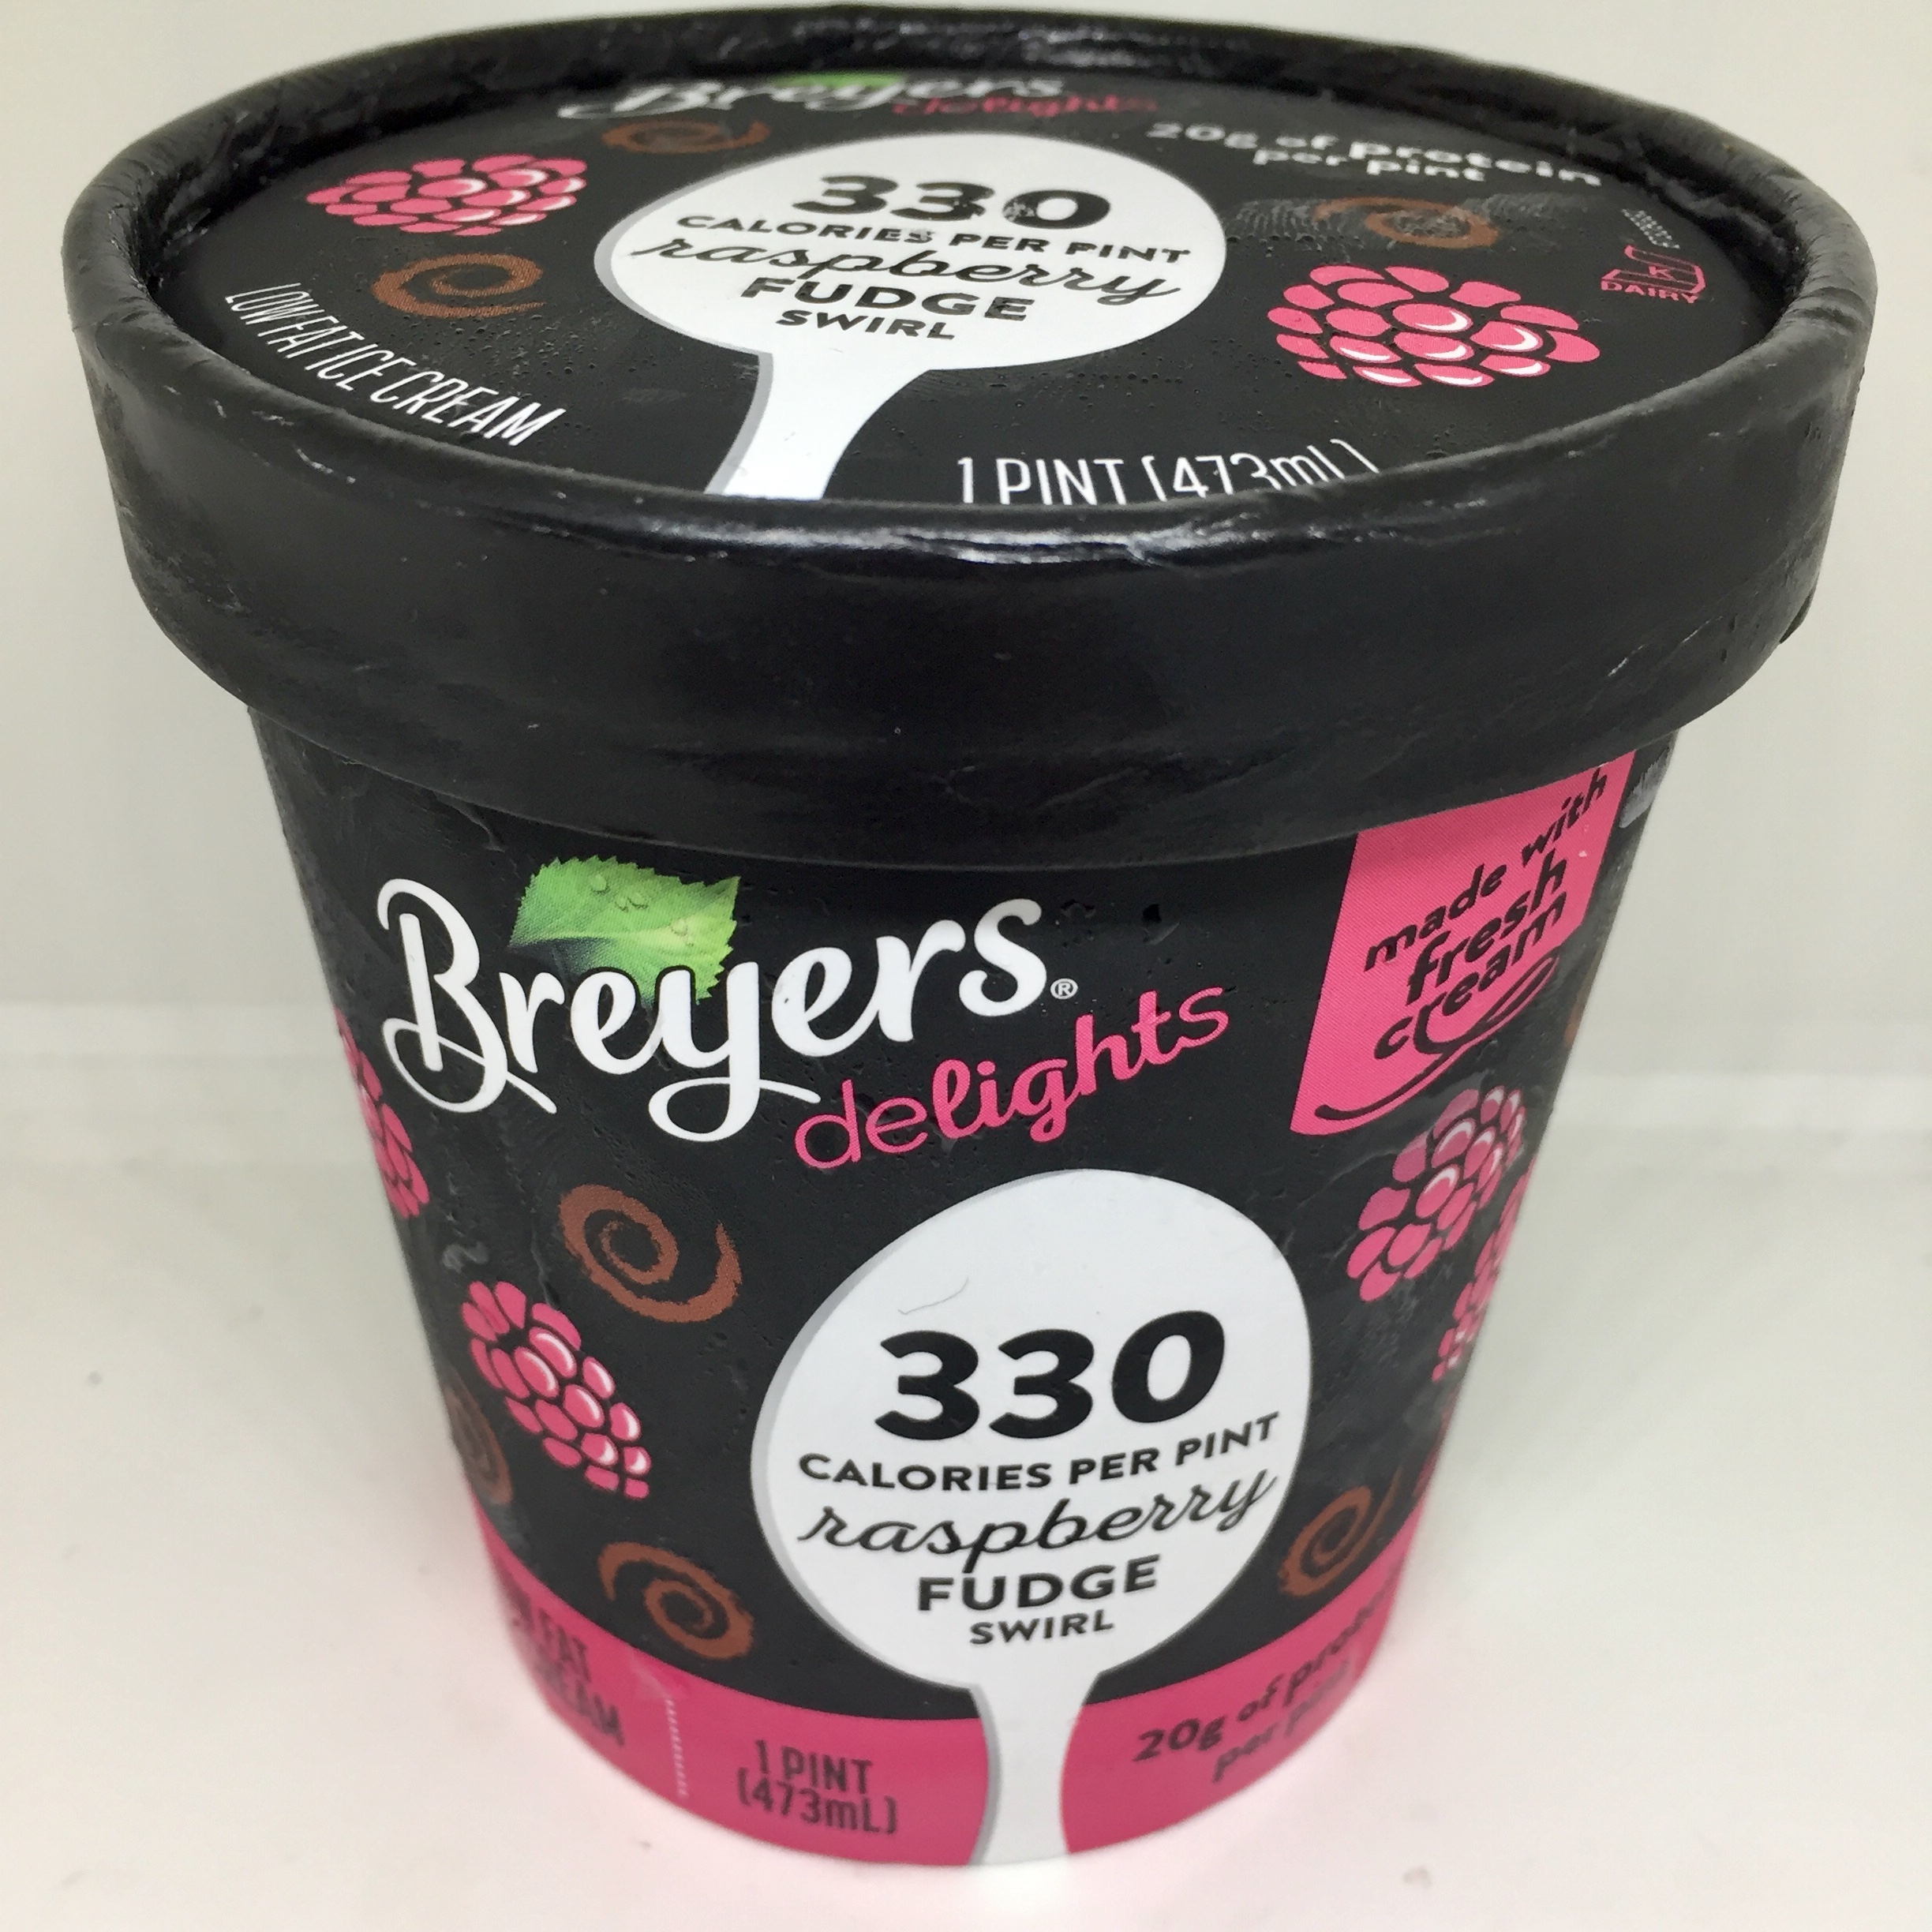 Breyers
delights
20g of protein
per pint
330
CALORIES PER PINT
raspberry
FUDGE
SWIRL
K
DAIRY
LOW FAT ICE CREAM
1 PINT (473mL)
made with
fresh
cream
Breyers®
delights
330
CALORIES PER PINT
raspberry
FUDGE
SWIRL
FAT
1 PINT
(473mL)
20g of
per